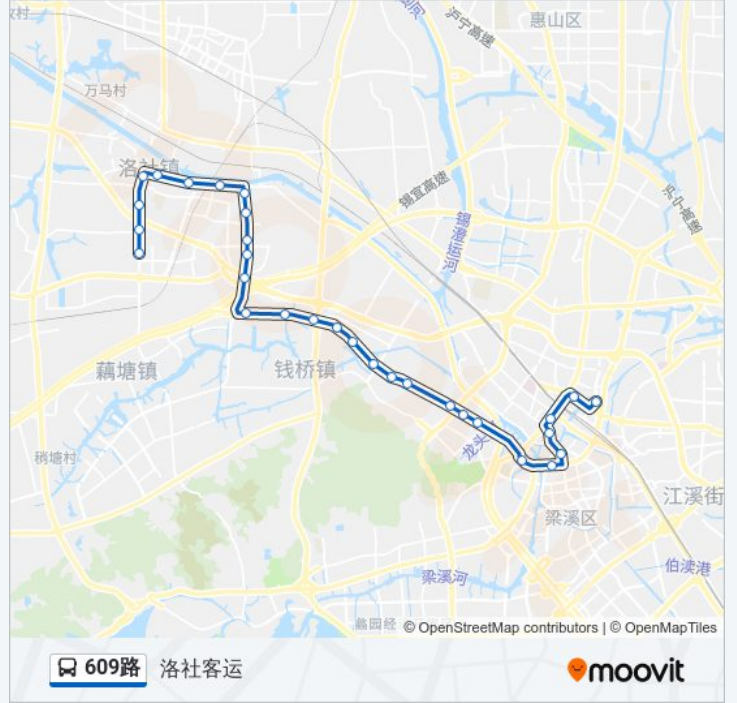 惠山区
沪宁高速
万马村
洛社镇
锡宜高速
沪宁高速
锡澄运河
藕塘镇
钱桥镇
稍塘村
龙头
江溪街
梁溪区
伯渎港
梁溪河
© OpenStreetMap contributors | © OpenMapTiles
609路 洛社客运
moovit